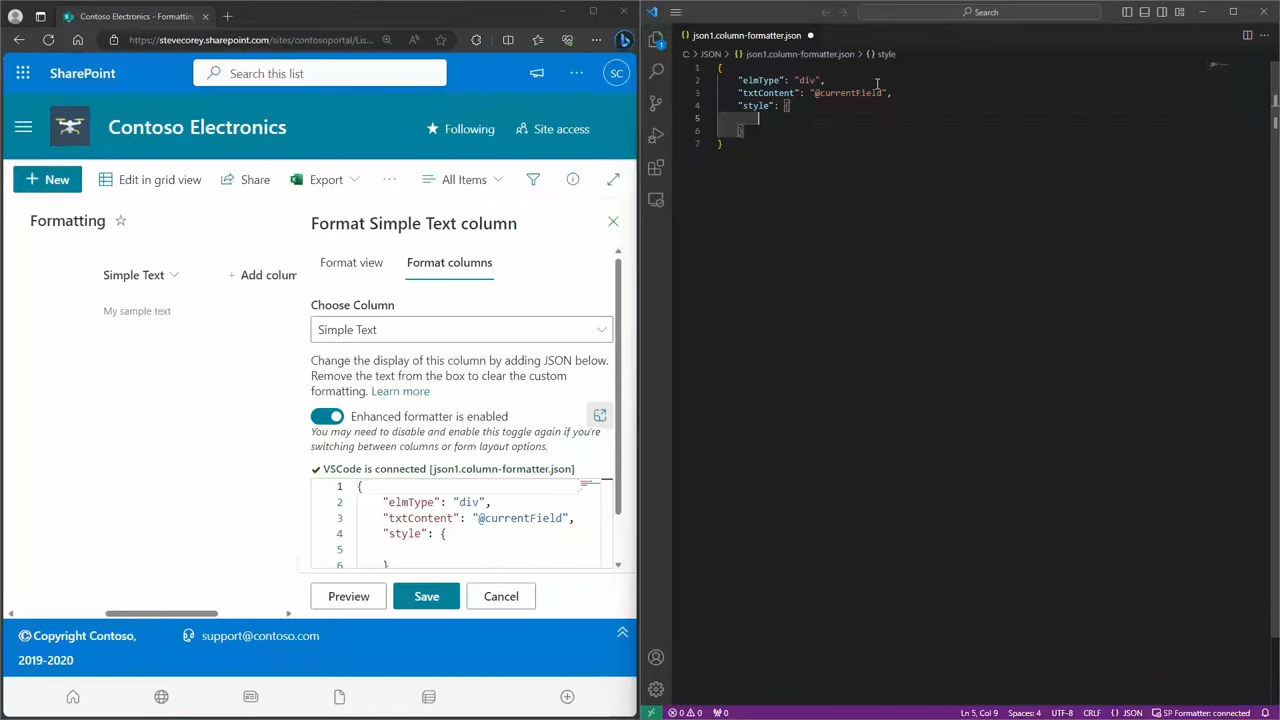 Contoso Electronics - Formatting
https://stevecorey.sharepoint.com/sites/contosoportal/Lis...
SharePoint
Search this list
SC
Contoso Electronics
Following
Site access
New
Edit in grid view
Share
Export
All Items
Formatting
Simple Text
+ Add colum
My sample text
Format Simple Text column
Format view
Format columns
Choose Column
Simple Text
Change the display of this column by adding JSON below.
Remove the text from the box to clear the custom
formatting. Learn more
Enhanced formatter is enabled
You may need to disable and enable this toggle again if you're
switching between columns or form layout options.
VSCode is connected [json1.column-formatter.json]
1 {
2 "elmType": "div",
3 "txtContent": "@currentField",
4 "style": {
5
6 }
Preview
Save
Cancel
©Copyright Contoso,
2019-2020
support@contoso.com
Search
{} json1.column-formatter.json
C: > JSON > {} json1.column-formatter.json > {} style
1 {
2 "elmType": "div",
3 "txtContent": "@currentField",
4 "style": {
5
6 }
7 }
1
0 0 0
Ln 5, Col 9
Spaces: 4
UTF-8
CRLF
{} JSON
SP Formatter: connected